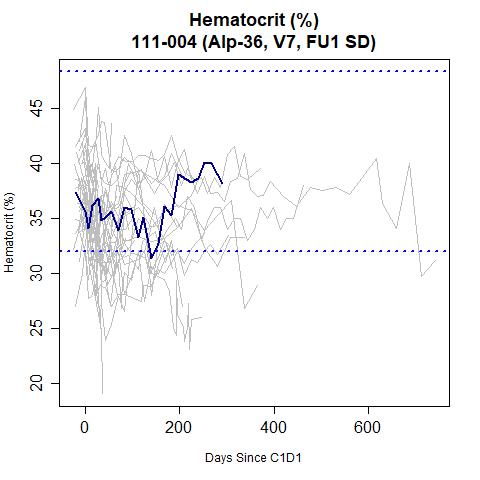 Hematocrit (%)
111-004 (Alp-36, V7, FU1 SD)
Hematocrit (%)
45
40
35
30
25
20
0
200
400
600
Days Since C1D1